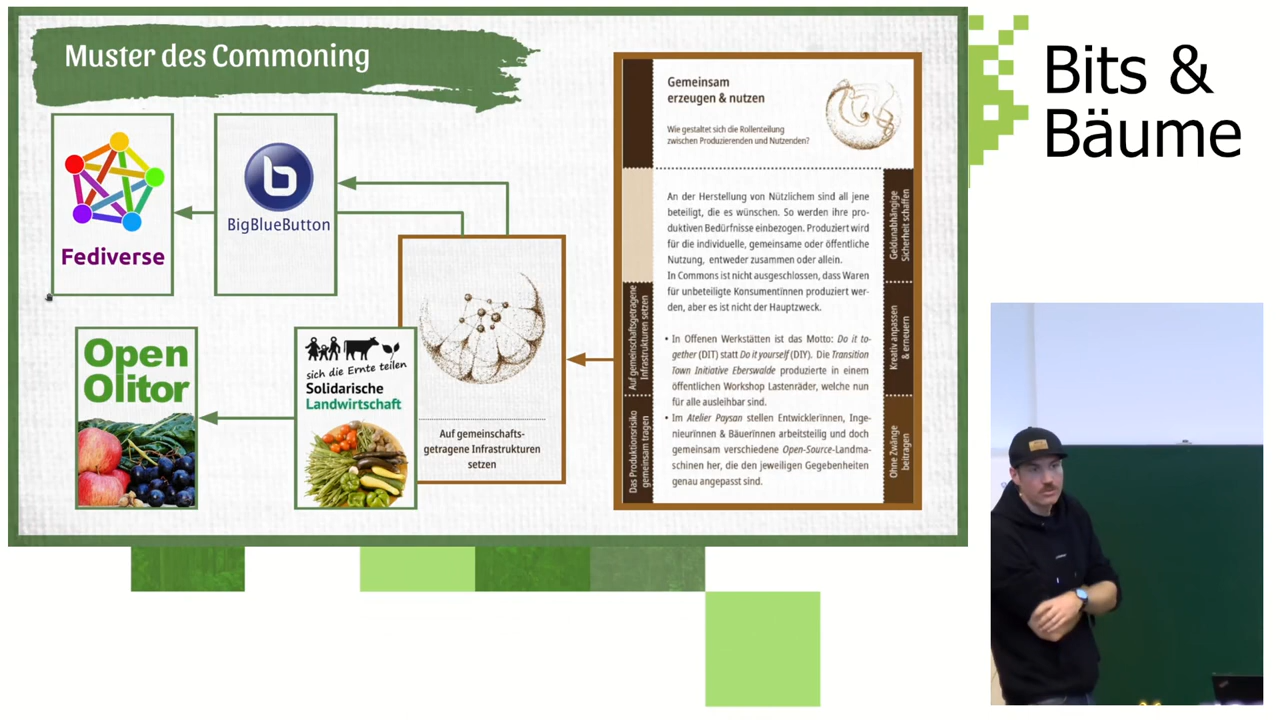 Muster des Commoning
Fediverse
BigBlueButton
Open
Olitor
sich die Ernte teilen
Solidarische
Landwirtschaft
Auf gemeinschafts-
getragene Infrastrukturen
setzen
Gemeinsam
erzeugen & nutzen
Wie gestaltet sich die Rollenteilung
zwischen Produzierenden und Nutzenden?
An der Herstellung von Nützlichem sind all jene
beteiligt, die es wünschen. So werden ihre pro-
duktiven Bedürfnisse einbezogen. Produziert wird
für die individuelle, gemeinsame oder öffentliche
Nutzung, entweder zusammen oder allein.
In Commons ist nicht ausgeschlossen, dass Waren
für unbeteiligte Konsumentinnen produziert wer-
den, aber es ist nicht der Hauptzweck.
• In Offenen Werkstätten ist das Motto: Do it to-
gether (DIT) statt Do it yourself (DIY). Die Transition
Town Initiative Eberswalde produzierte in einem
öffentlichen Workshop Lastenräder, welche nun
für alle ausleihbar sind.
• Im Atelier Paysan stellen Entwicklerinnen, Inge-
nieurinnen & Bäuerinnen arbeitsteilig und doch
gemeinsam verschiedene Open-Source-Landma-
schinen her, die den jeweiligen Gegebenheiten
genau angepasst sind.
Auf gemeinschaftsgetragene
Infrastrukturen setzen
Das Produktionsrisiko
gemeinsam tragen
Geldunabhängige
Sicherheit schaffen
Kreativ anpassen
& erneuern
Ohne Zwänge
beitragen
Bits &
Bäume